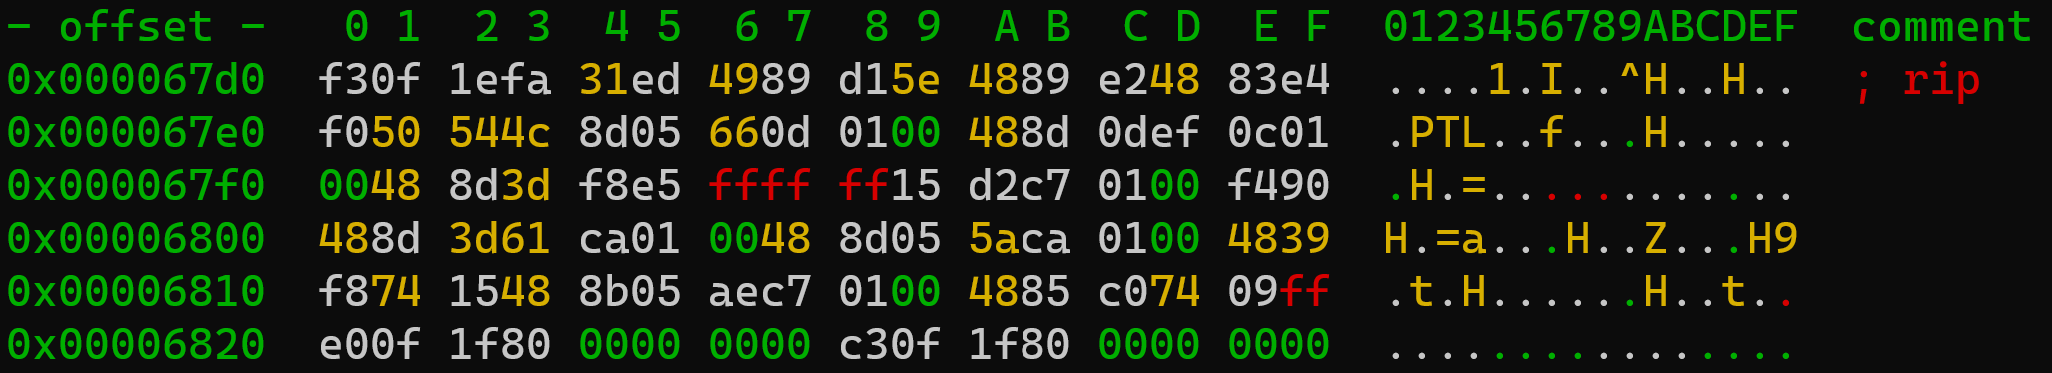 - offset -   0 1  2 3  4 5  6 7  8 9  A B  C D  E F  0123456789ABCDEF  comment
0x000067d0  f30f 1efa 31ed 4989 d15e 4889 e248 83e4  ....1.I..^H..H..  ; rip
0x000067e0  f050 544c 8d05 660d 0100 488d 0def 0c01  .PTL..f...H.....
0x000067f0  0048 8d3d f8e5 ffff ff15 d2c7 0100 f490  .H.=............
0x00006800  488d 3d61 ca01 0048 8d05 5aca 0100 4839  H.=a...H..Z...H9
0x00006810  f874 1548 8b05 aec7 0100 4885 c074 09ff  .t.H......H..t..
0x00006820  e00f 1f80 0000 0000 c30f 1f80 0000 0000  ................